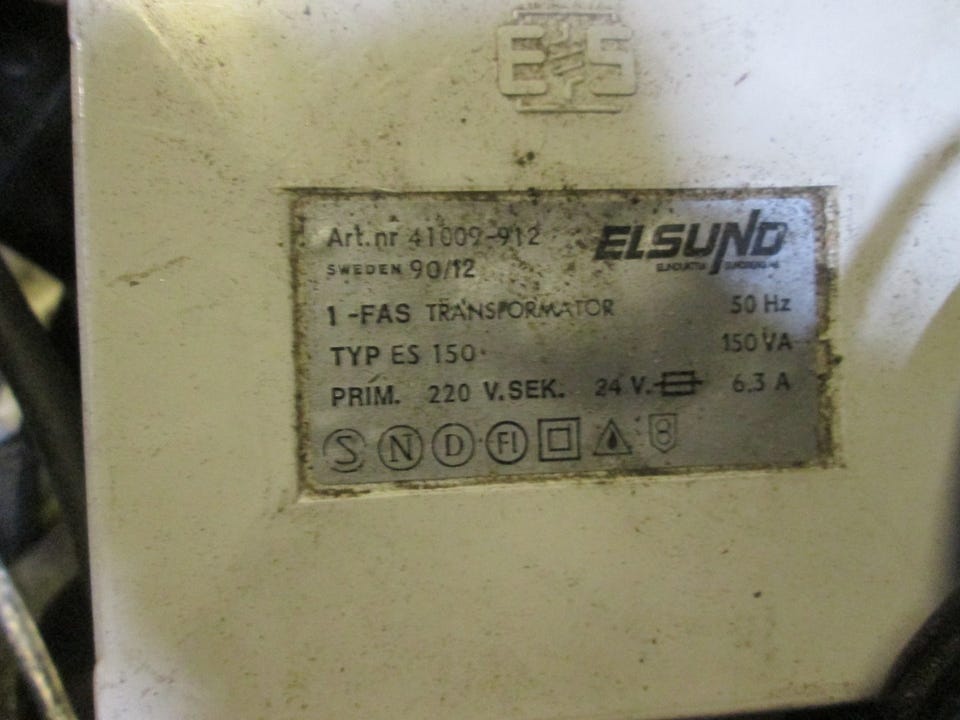 ES
Art.nr 41009-912 ELSUND
SWEDEN 90/12
1-FAS TRANSFORMATOR 50 Hz
TYP ES 150 150 VA
PRIM. 220 V. SEK. 24 V. 6.3 A
S N D FI